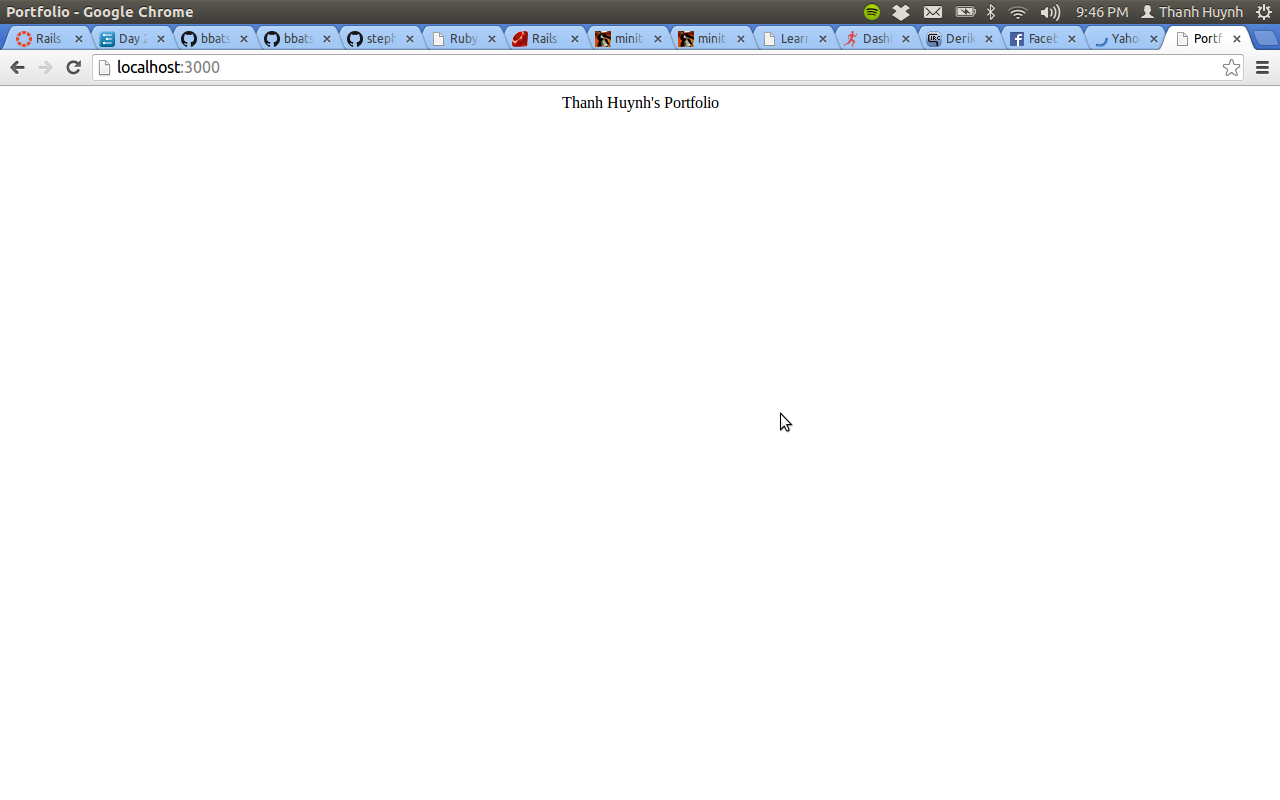 Portfolio - Google Chrome 9:46 PM Thanh Huynh
Rails Day 2 bbats bbats steph Ruby Rails minit minit Learn Dash Derik Faceb Yaho Portf
localhost:3000
Thanh Huynh's Portfolio